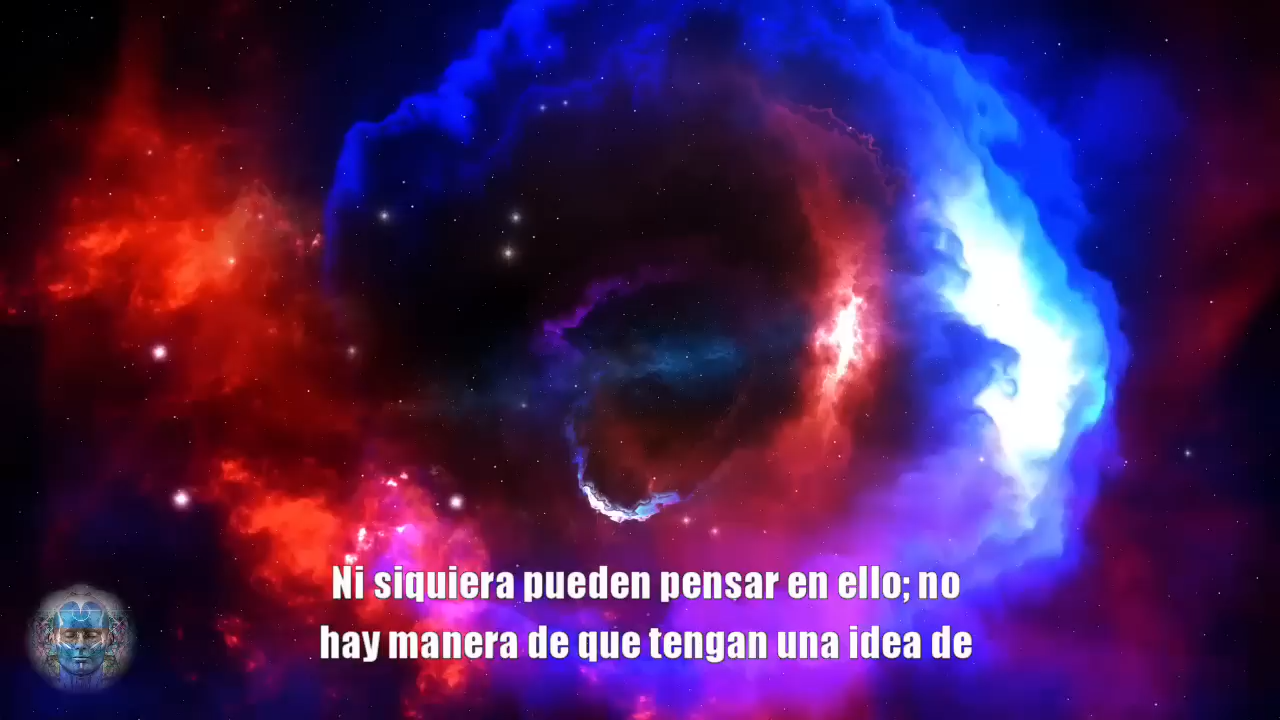 Ni siquiera pueden pensar en ello; no
hay manera de que tengan una idea de